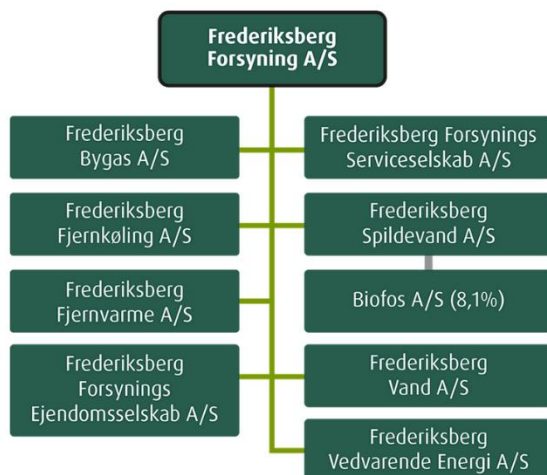 Frederiksberg
Forsyning A/S
Frederiksberg
Bygas A/S
Frederiksberg Forsynings
Serviceselskab A/S
Frederiksberg
Fjernkøling A/S
Frederiksberg
Spildevand A/S
Frederiksberg
Fjernvarme A/S
Biofos A/S (8,1%)
Frederiksberg
Forsynings
Ejendomsselskab A/S
Frederiksberg
Vand A/S
Frederiksberg
Vedvarende Energi A/S